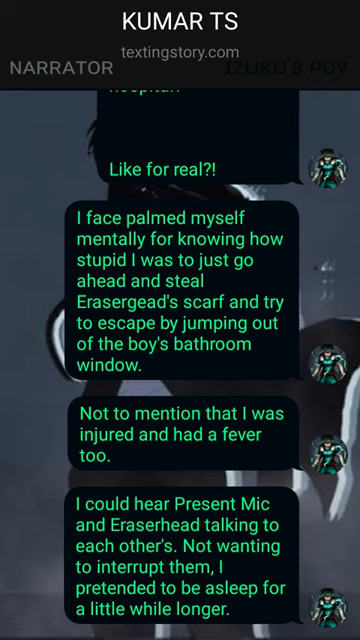 KUMAR TS
textingstory.com
NARRATOR IZUKU'S POV
hospital?
Like for real?!
I face palmed myself
mentally for knowing how
stupid I was to just go
ahead and steal
Erasergead's scarf and try
to escape by jumping out
of the boy's bathroom
window.
Not to mention that I was
injured and had a fever
too.
I could hear Present Mic
and Eraserhead talking to
each other's. Not wanting
to interrupt them, I
pretended to be asleep for
a little while longer.